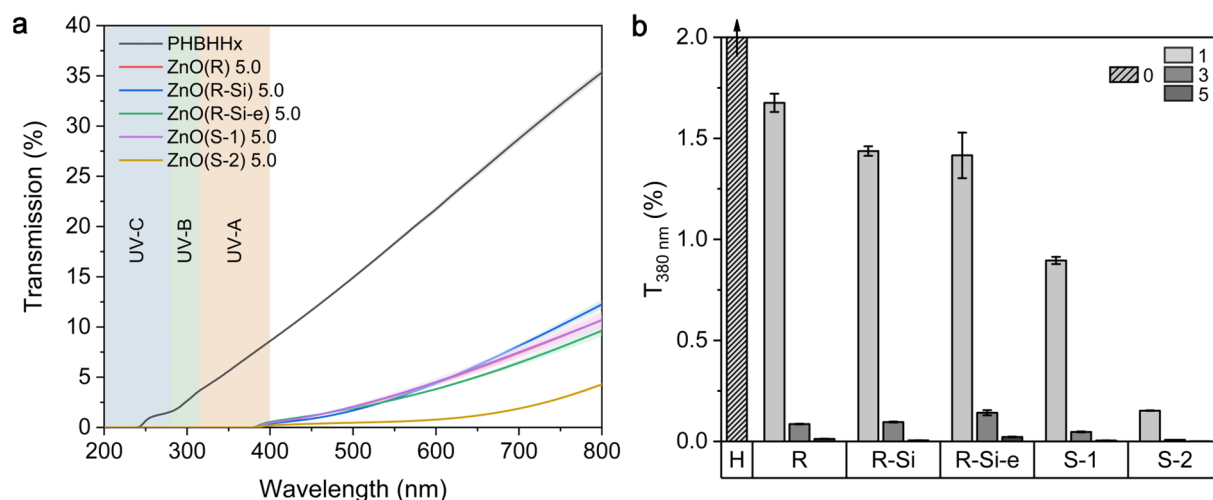 a
40
35
30
25
20
15
10
5
0
Transmission (%)
PHBHHx
ZnO(R) 5.0
ZnO(R-Si) 5.0
ZnO(R-Si-e) 5.0
ZnO(S-1) 5.0
ZnO(S-2) 5.0
UV-C
UV-B
UV-A
200 300 400 500 600 700 800
Wavelength (nm)
b
2.0
1.5
1.0
0.5
0.0
T380 nm (%)
0
1
3
5
H R R-Si R-Si-e S-1 S-2